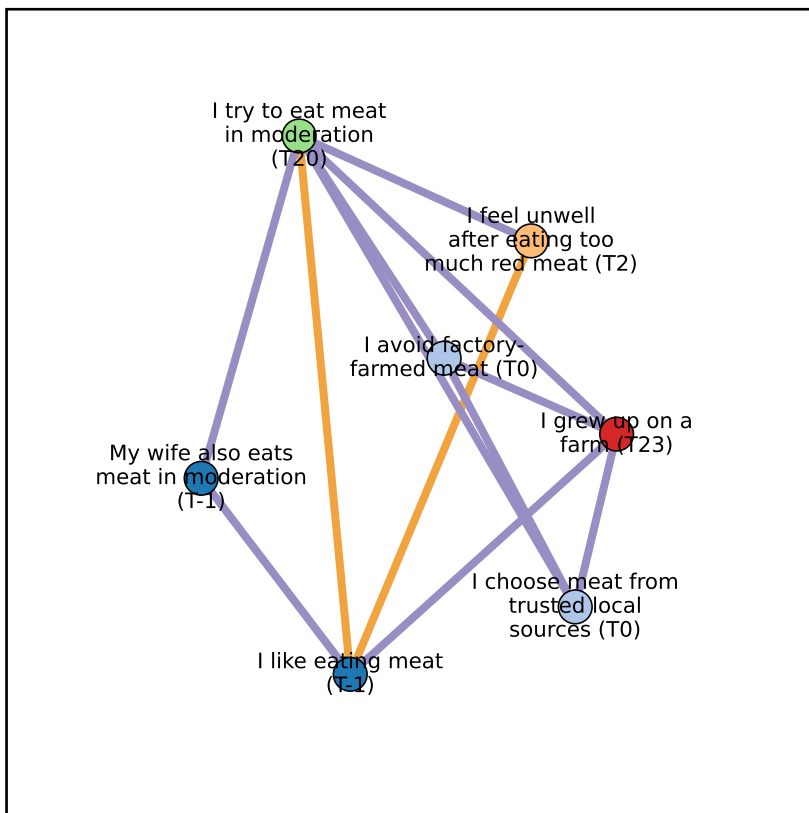 I try to eat meat
in moderation
(T20)
I feel unwell
after eating too
much red meat (T2)
I avoid factory-
farmed meat (T0)
I grew up on a
farm (T23)
My wife also eats
meat in moderation
(T-1)
I choose meat from
trusted local
sources (T0)
I like eating meat
(T-1)